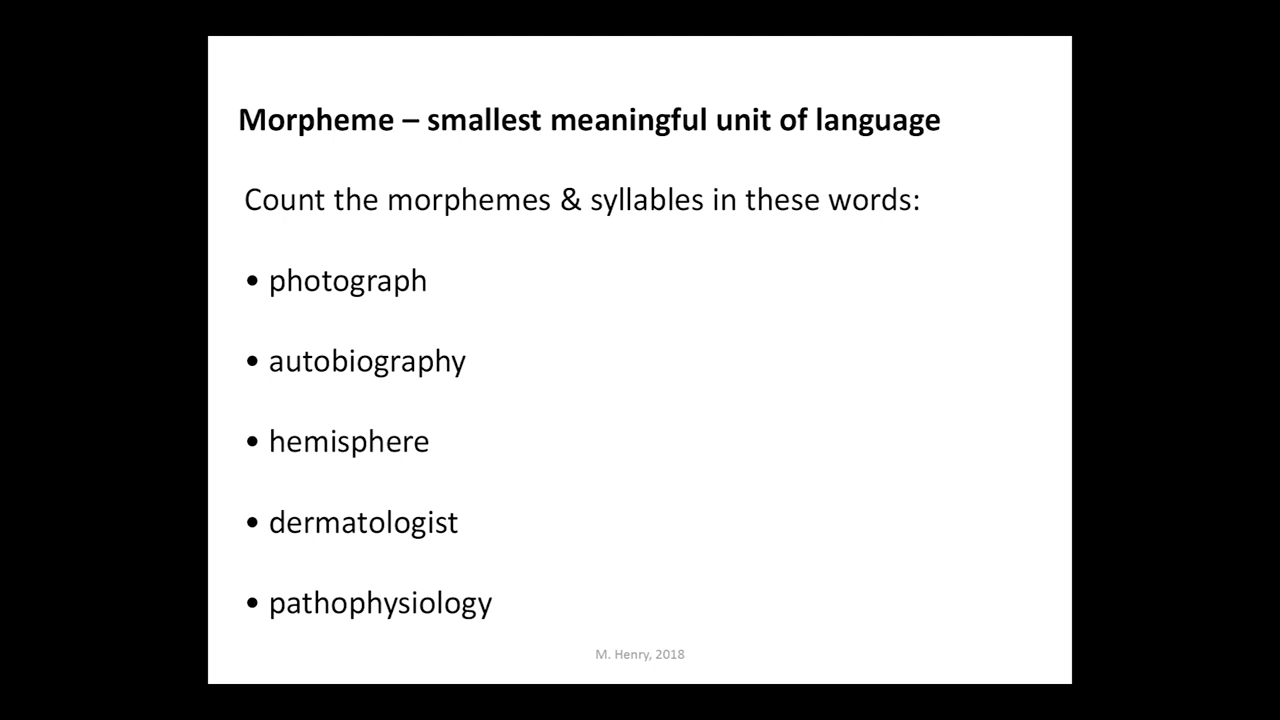 Morpheme – smallest meaningful unit of language
Count the morphemes & syllables in these words:
• photograph
• autobiography
• hemisphere
• dermatologist
• pathophysiology
M. Henry, 2018